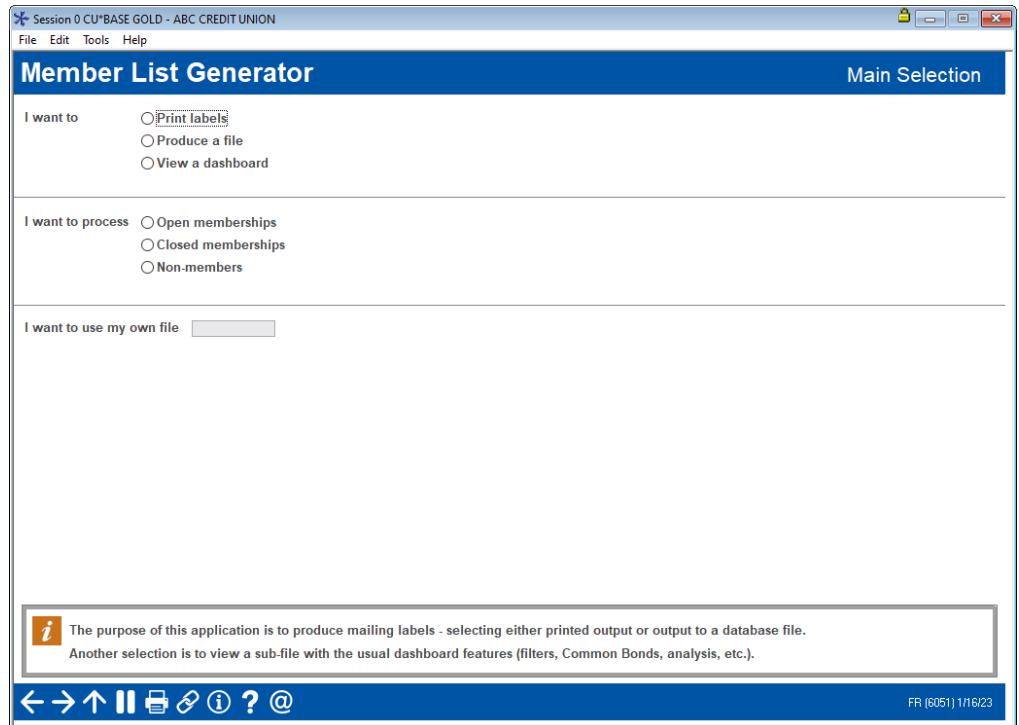 Session 0 CU*BASE GOLD - ABC CREDIT UNION
File Edit Tools Help
Member List Generator Main Selection
I want to Print labels
Produce a file
View a dashboard
I want to process Open memberships
Closed memberships
Non-members
I want to use my own file
i The purpose of this application is to produce mailing labels - selecting either printed output or output to a database file.
Another selection is to view a sub-file with the usual dashboard features (filters, Common Bonds, analysis, etc.).
i ? @ FR (6051) 1/16/23